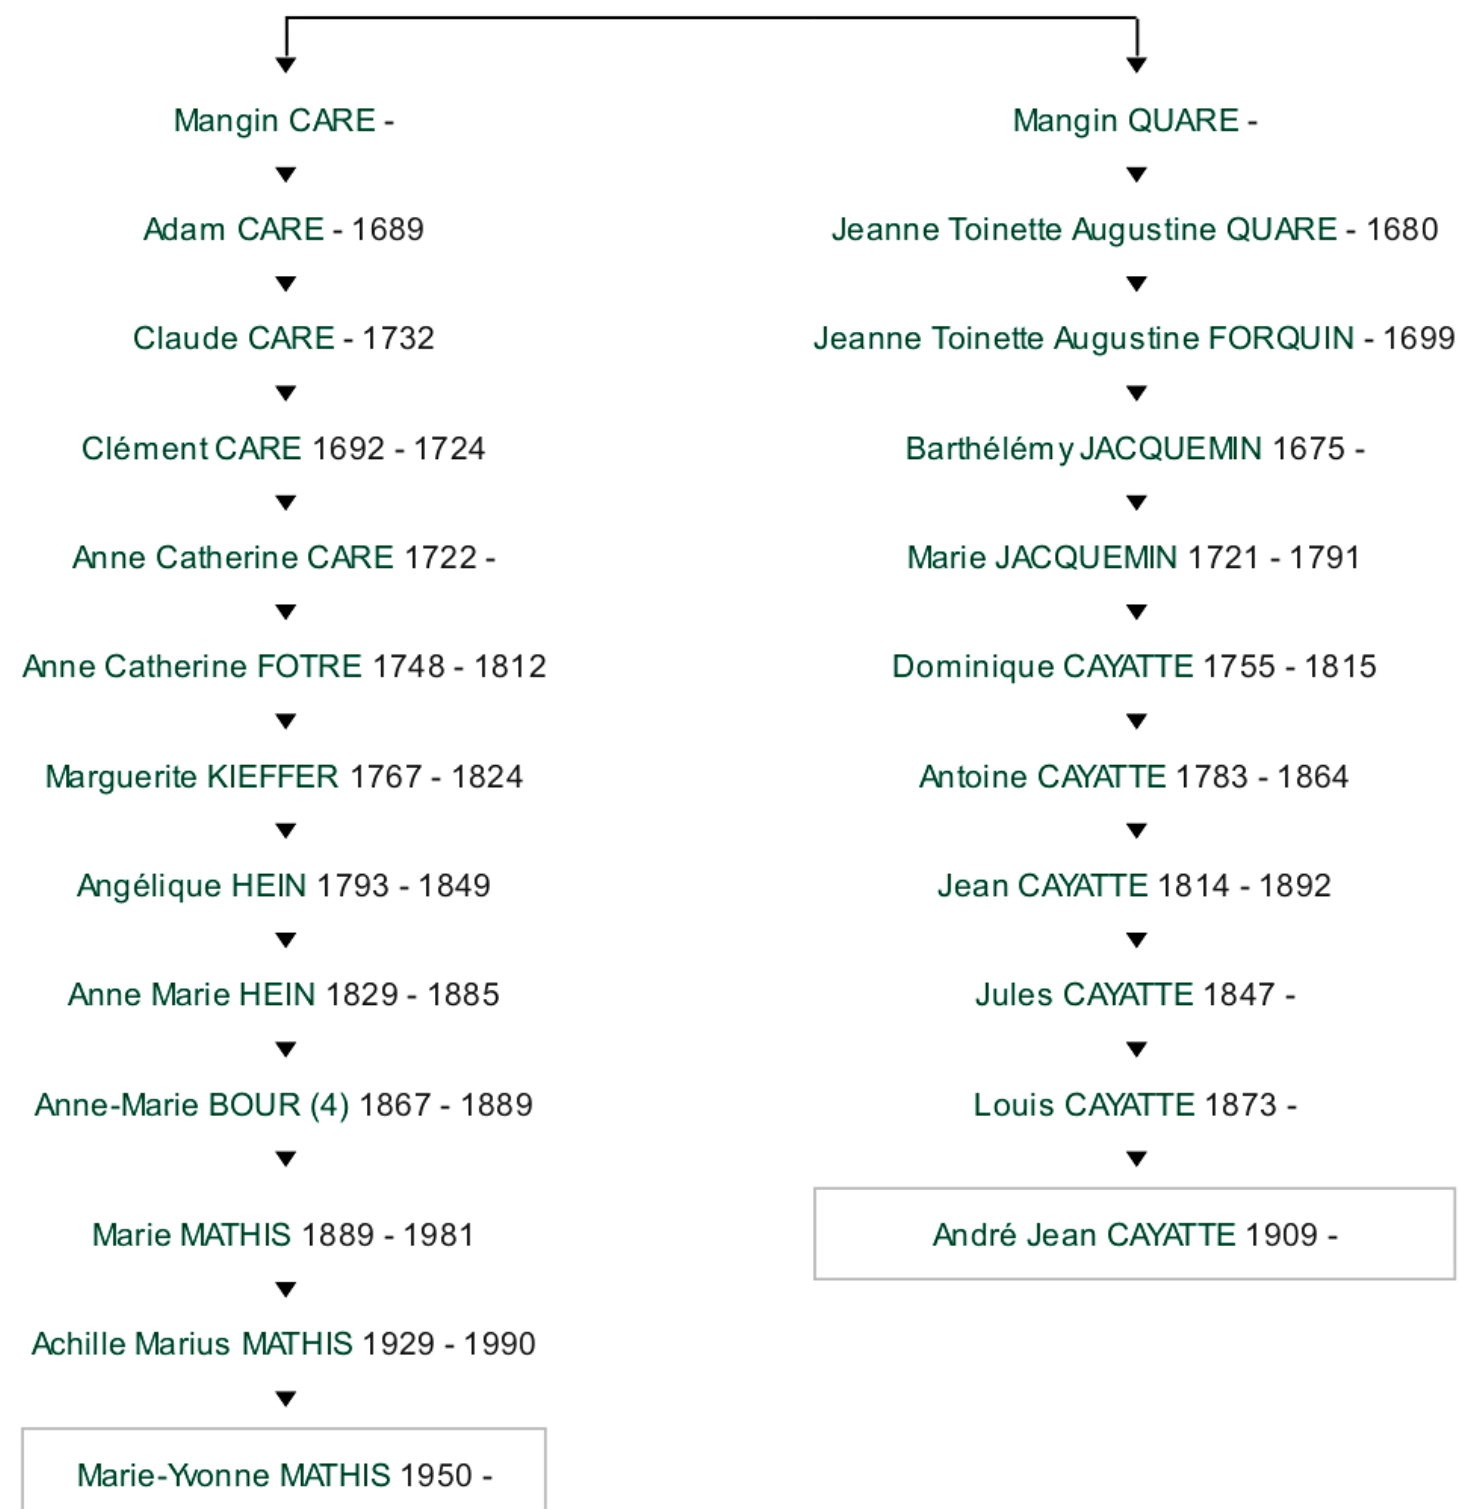 Mangin CARE -
Adam CARE - 1689
Claude CARE - 1732
Clément CARE 1692 - 1724
Anne Catherine CARE 1722 -
Anne Catherine FOTRE 1748 - 1812
Marguerite KIEFFER 1767 - 1824
Angélique HEIN 1793 - 1849
Anne Marie HEIN 1829 - 1885
Anne-Marie BOUR (4) 1867 - 1889
Marie MATHIS 1889 - 1981
Achille Marius MATHIS 1929 - 1990
Marie-Yvonne MATHIS 1950 -
Mangin QUARE -
Jeanne Toinette Augustine QUARE - 1680
Jeanne Toinette Augustine FORQUIN - 1699
Barthélémy JACQUEMIN 1675 -
Marie JACQUEMIN 1721 - 1791
Dominique CAYATTE 1755 - 1815
Antoine CAYATTE 1783 - 1864
Jean CAYATTE 1814 - 1892
Jules CAYATTE 1847 -
Louis CAYATTE 1873 -
André Jean CAYATTE 1909 -